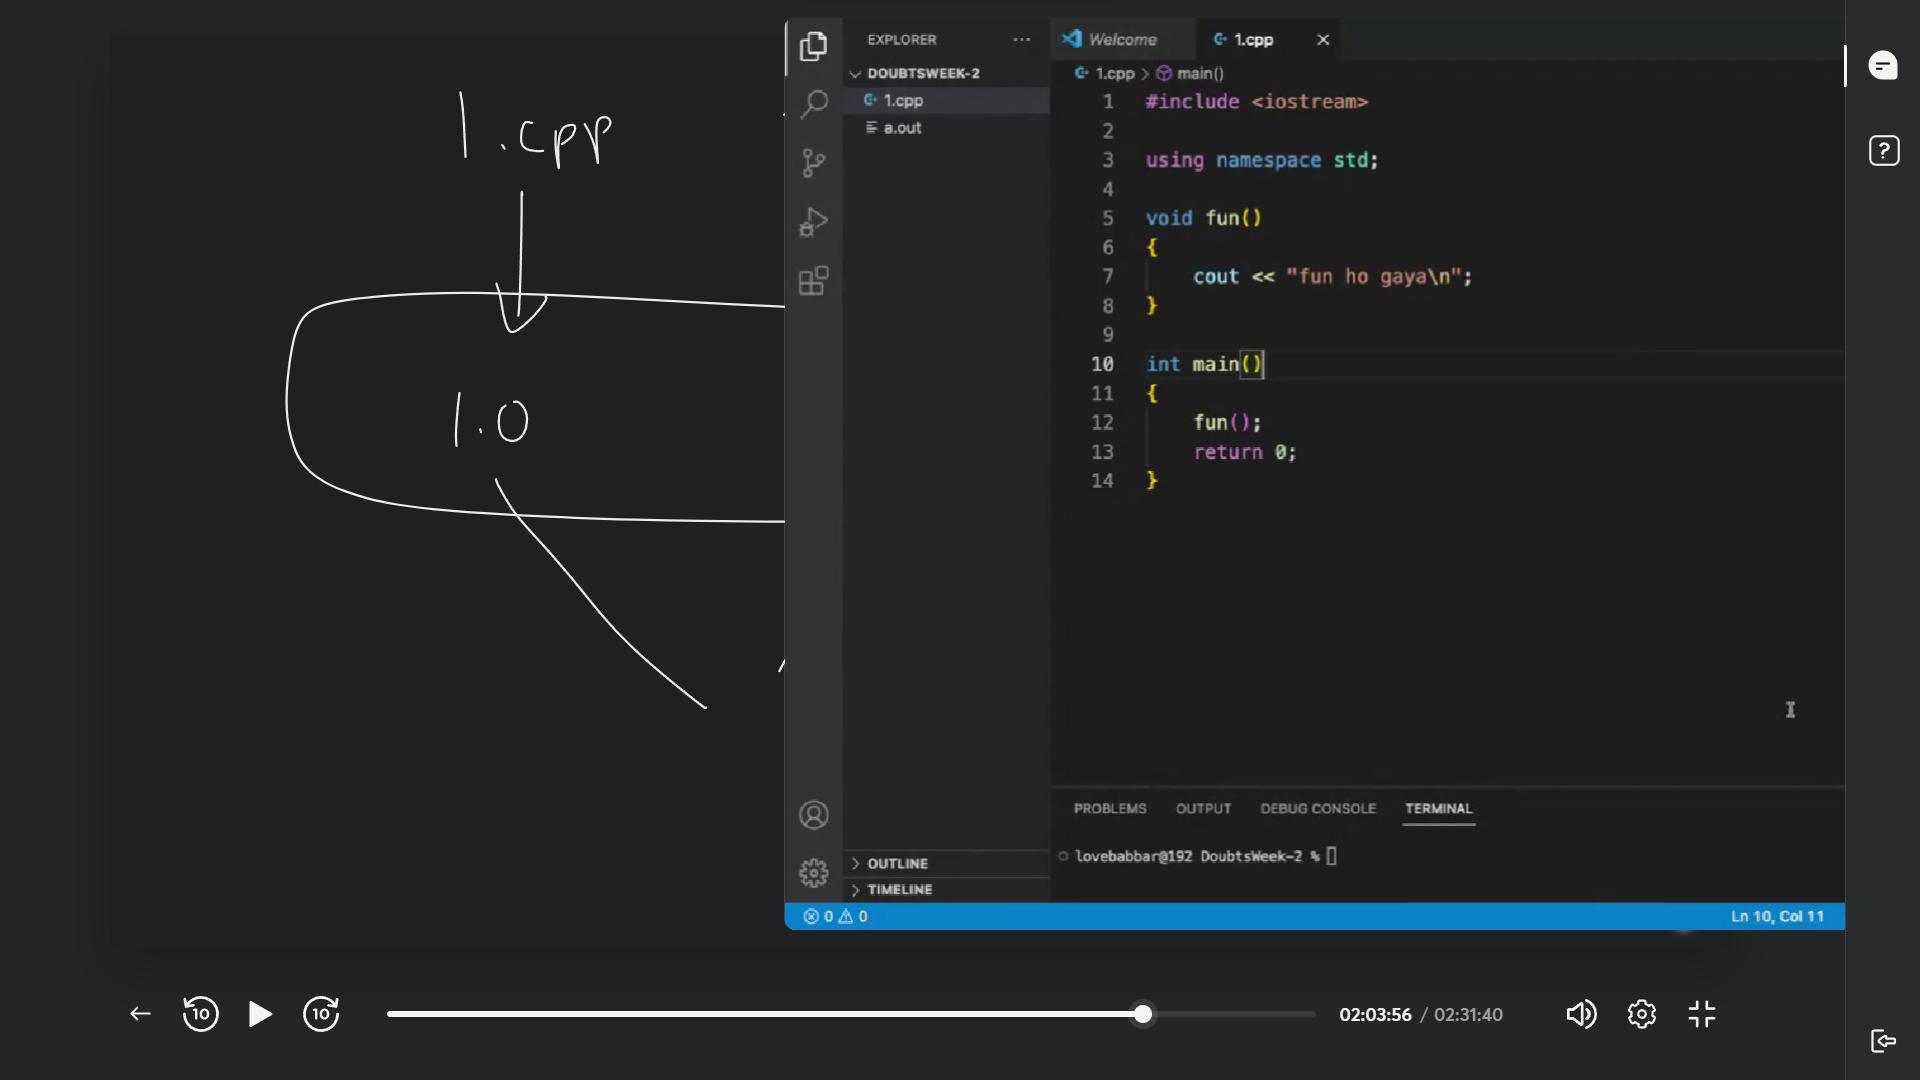 1.cpp
1.0
EXPLORER ...
DOUBTSWEEK-2
1.cpp
a.out
OUTLINE
TIMELINE
Welcome 1.cpp
1.cpp > main()
1 #include <iostream>
2
3 using namespace std;
4
5 void fun()
6 {
7 cout << "fun ho gaya\n";
8 }
9
10 int main()
11 {
12 fun();
13 return 0;
14 }
PROBLEMS OUTPUT DEBUG CONSOLE TERMINAL
lovebabbar@192 DoubtsWeek-2 %
0 0 Ln 10, Col 11
10 10 02:03:56 / 02:31:40
?